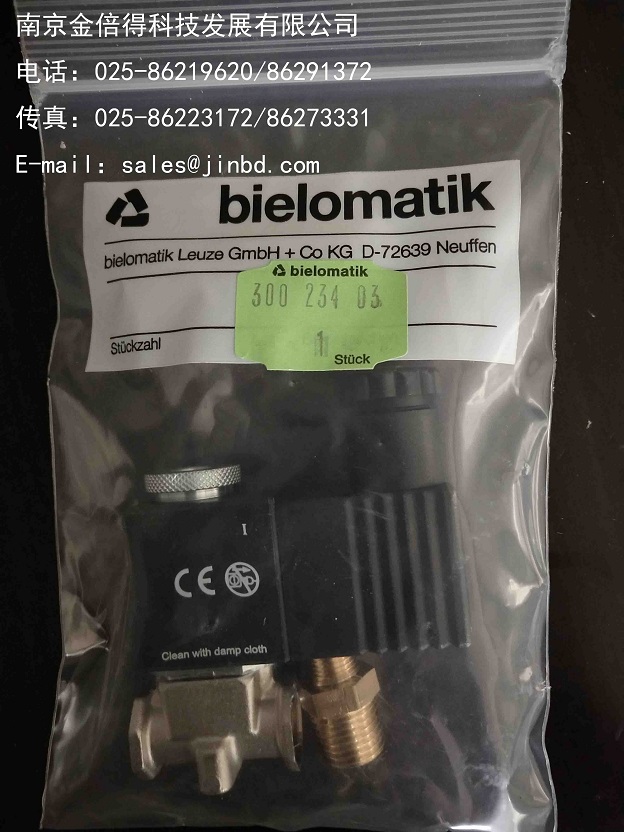 南京金倍得科技发展有限公司
电话：025-86219620/86291372
传真：025-86223172/86273331
E-mail：sales@jinbd.com
bielomatik
bielomatik Leuze GmbH + Co KG D-72639 Neuffen
bielomatik
300 234 03
1
Stückzahl
Stück
I
CE
Clean with damp cloth